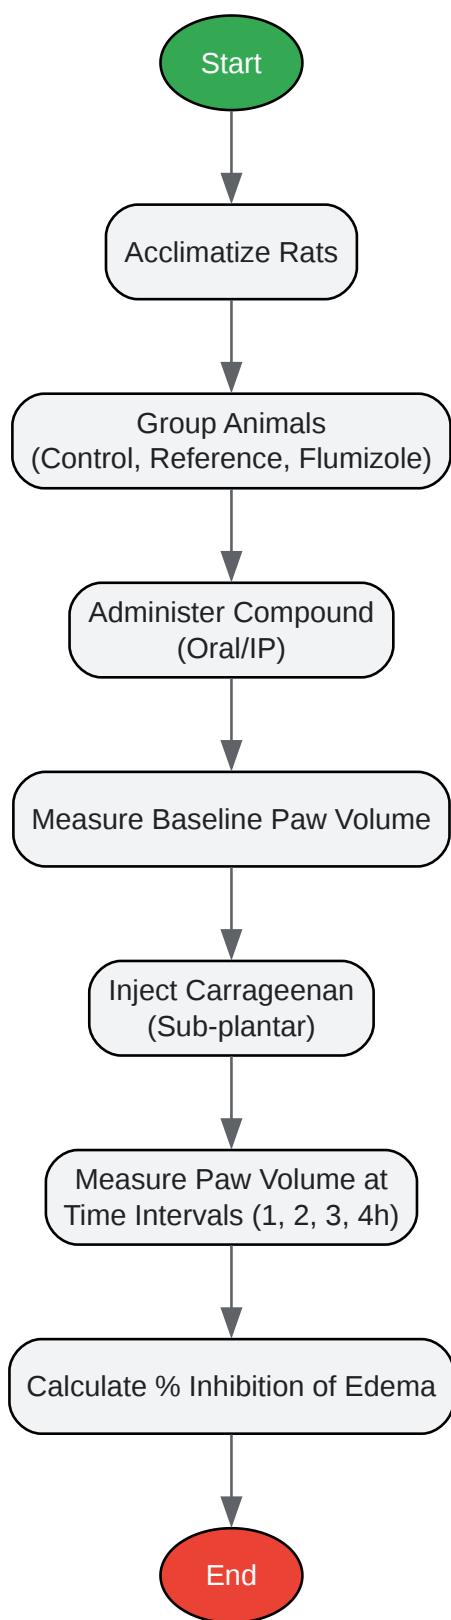 Start
Acclimatize Rats
Group Animals
(Control, Reference, Flumizole)
Administer Compound
(Oral/IP)
Measure Baseline Paw Volume
Inject Carrageenan
(Sub-plantar)
Measure Paw Volume at
Time Intervals (1, 2, 3, 4h)
Calculate % Inhibition of Edema
End